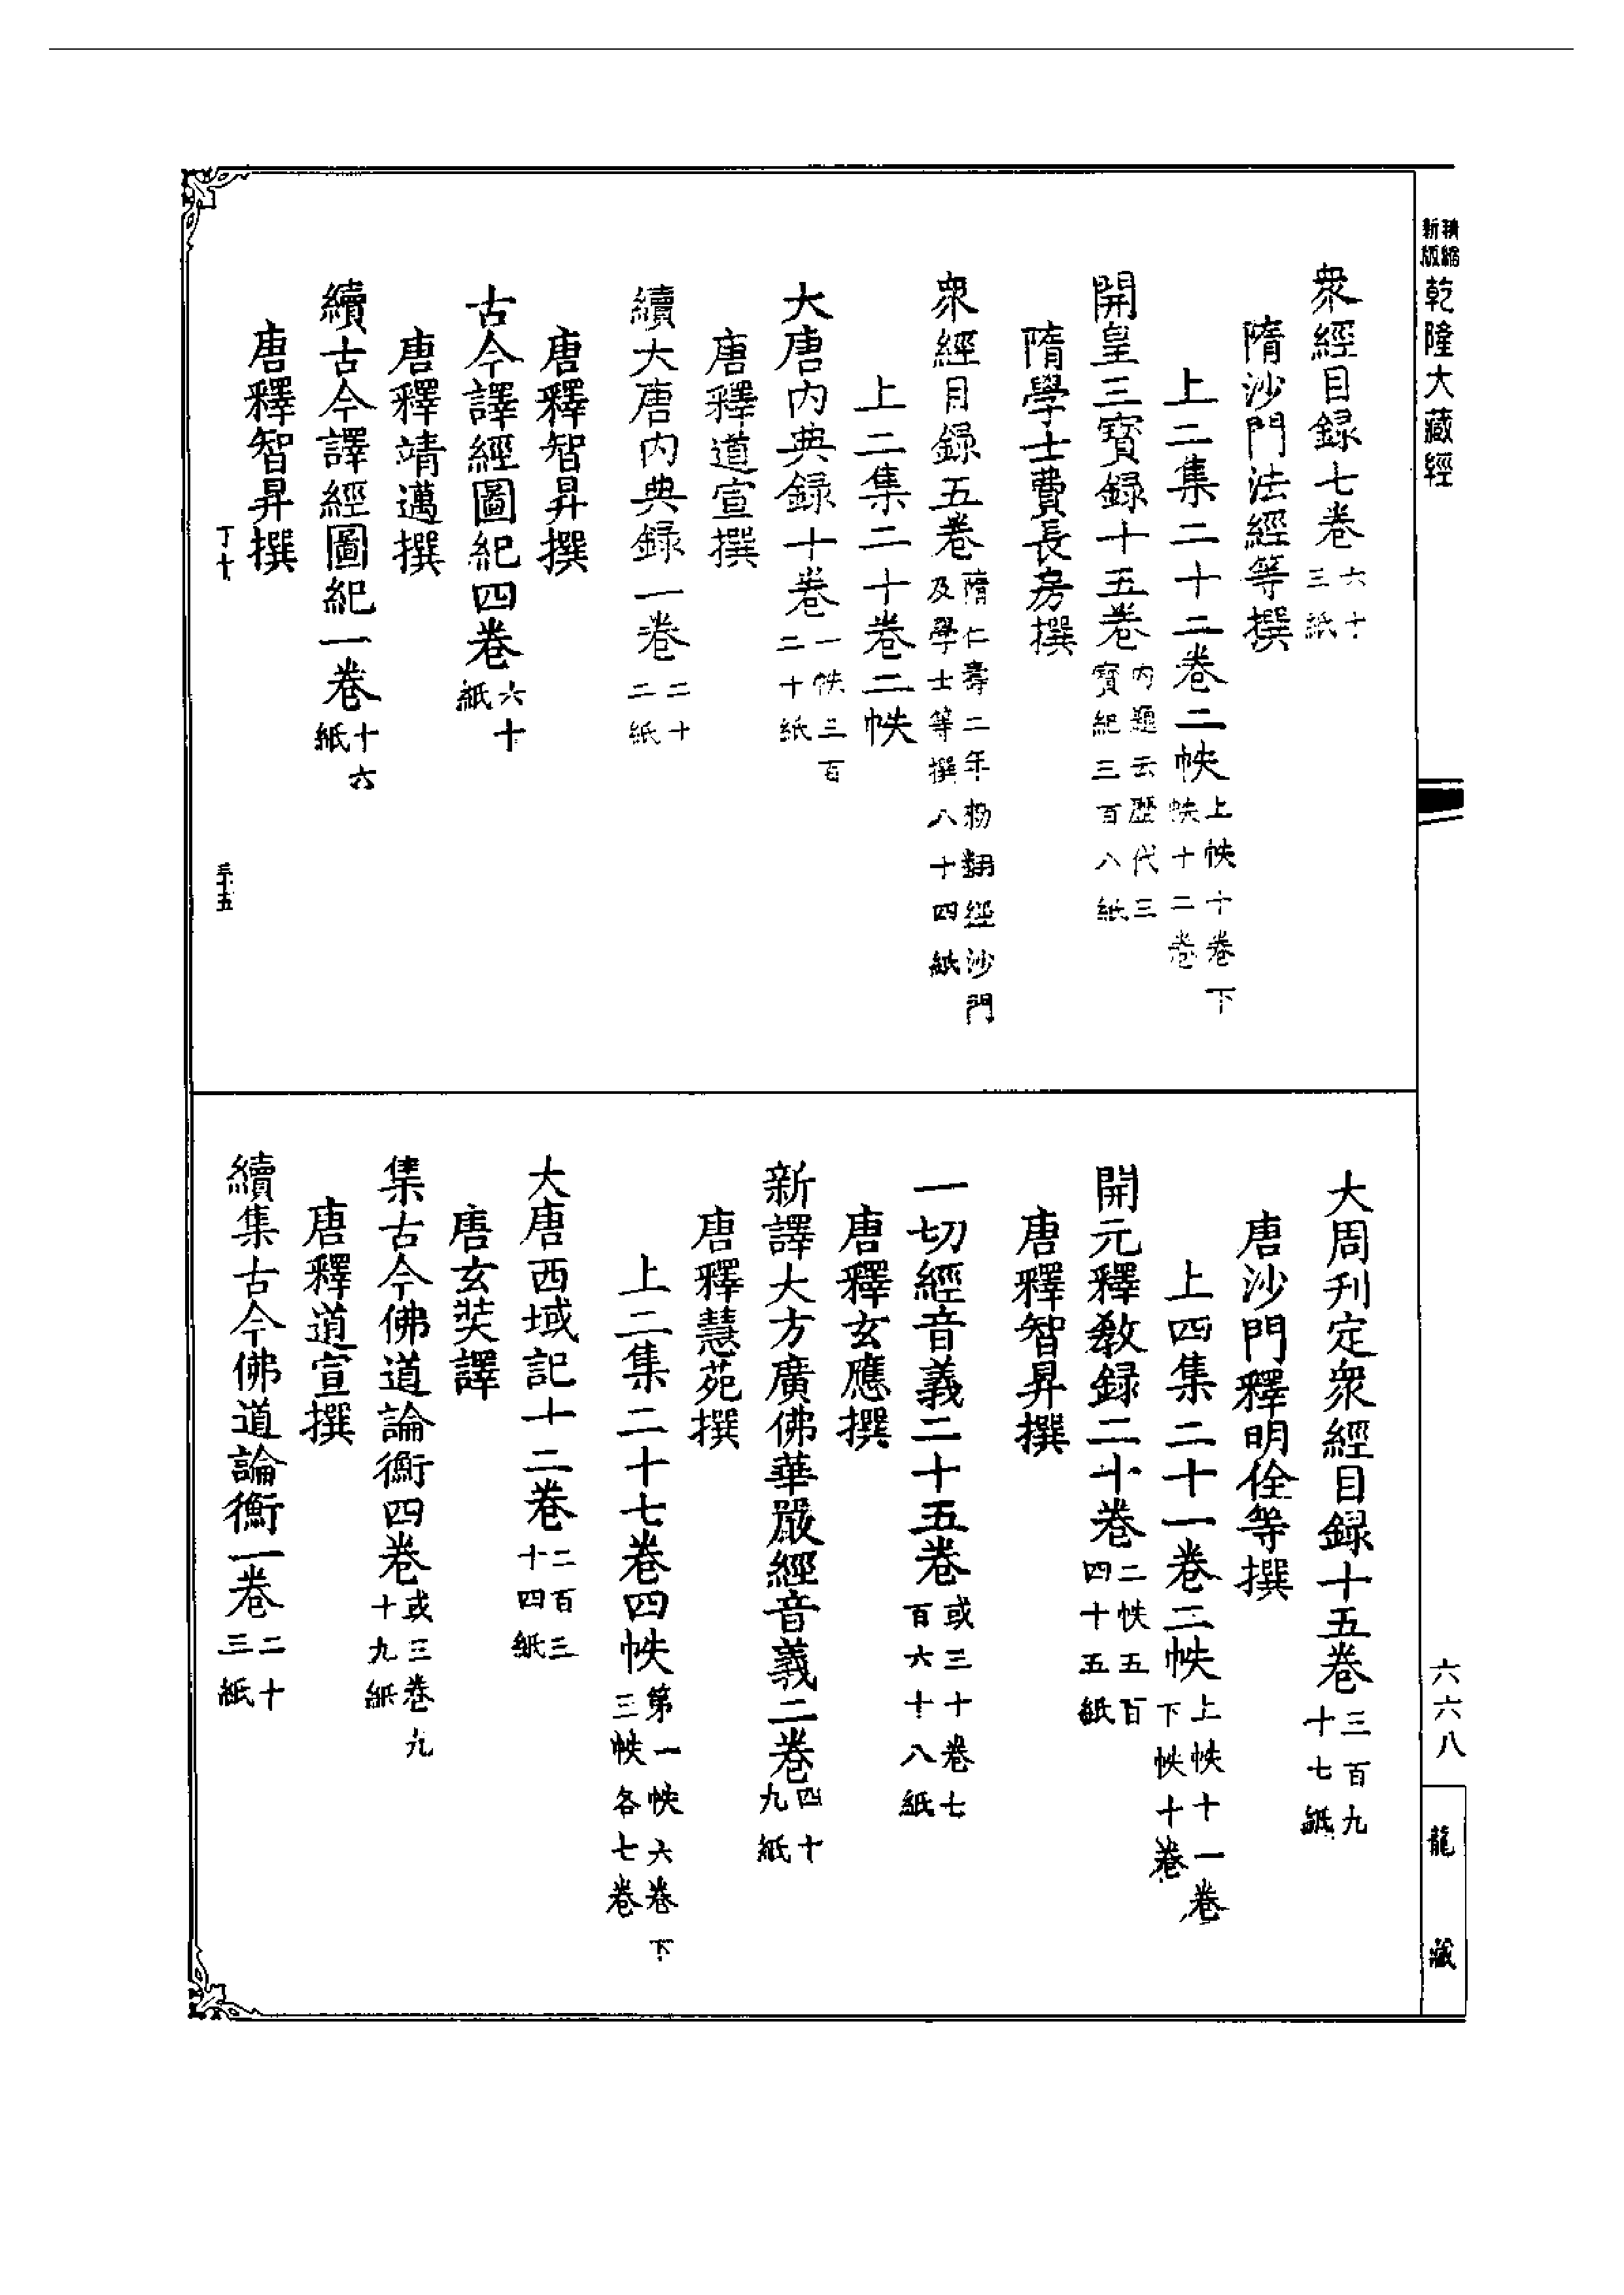 精縮新版乾隆大藏經
衆經目録七卷六十三紙
隋沙門法經等撰
上二集二十二卷二帙上帙十卷下帙十二卷
開皇三寶録十五卷内題云歷代三寶紀三百八紙
隋學士費長房撰
衆經目録五卷隋仁壽二年勑翻經沙門及學士等撰八十四紙
上二集二十卷二帙
大唐内典録十卷一帙三百二十紙
唐釋道宣撰
續大唐内典録一卷二十二紙
唐釋智昇撰
古今譯經圖紀四卷六十紙
唐釋靖邁撰
續古今譯經圖紀一卷十六紙
唐釋智昇撰
丁十
三十五
大周刋定衆經目録十五卷三百九十七紙
唐沙門釋明佺等撰
上四集二十一卷二帙上帙十一卷下帙十卷
開元釋教録二十卷二帙五百四十五紙
唐釋智昇撰
一切經音義二十五卷或三十卷七百六十八紙
唐釋玄應撰
新譯大方廣佛華嚴經音義二卷四十九紙
唐釋慧苑撰
上二集二十七卷四帙第一帙六卷下三帙各七卷
大唐西域記十二卷二百三十四紙
唐玄奘譯
集古今佛道論衡四卷或三卷九十九紙
唐釋道宣撰
續集古今佛道論衡一卷二十三紙
六六八
龍藏